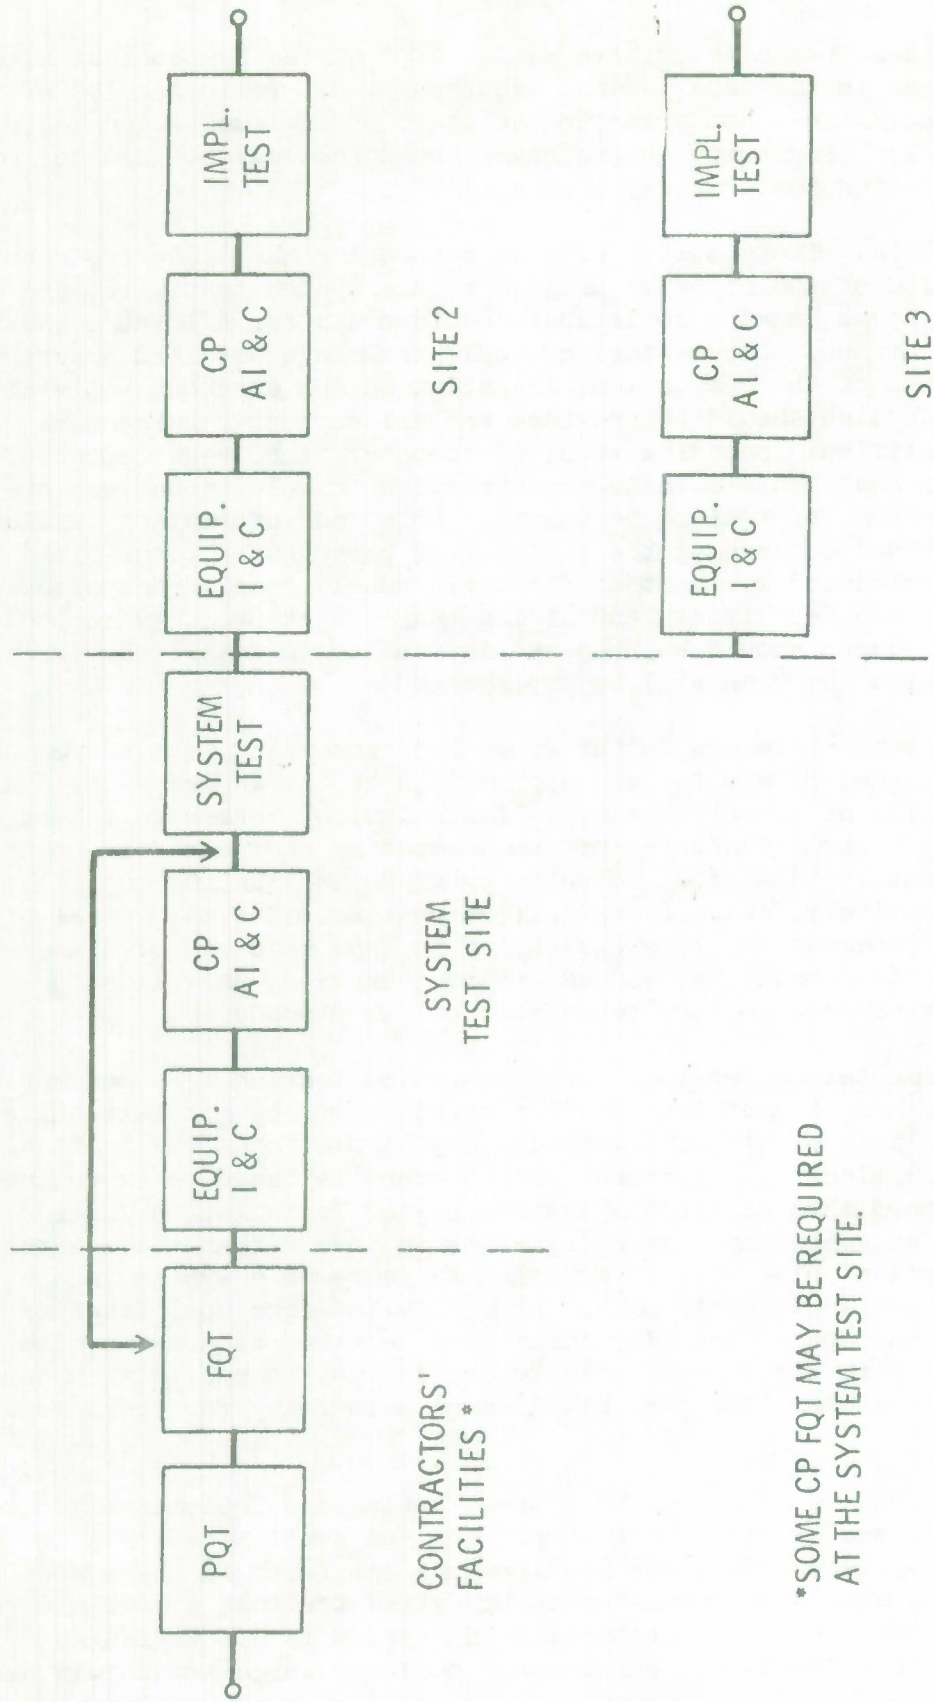 PQT
FQT
EQUIP.
I & C
CP
AI & C
SYSTEM
TEST
EQUIP.
I & C
CP
AI & C
IMPL.
TEST
CONTRACTORS'
FACILITIES *
SYSTEM
TEST SITE
SITE 2
EQUIP.
I & C
CP
AI & C
IMPL.
TEST
SITE 3
*SOME CP FQT MAY BE REQUIRED
AT THE SYSTEM TEST SITE.